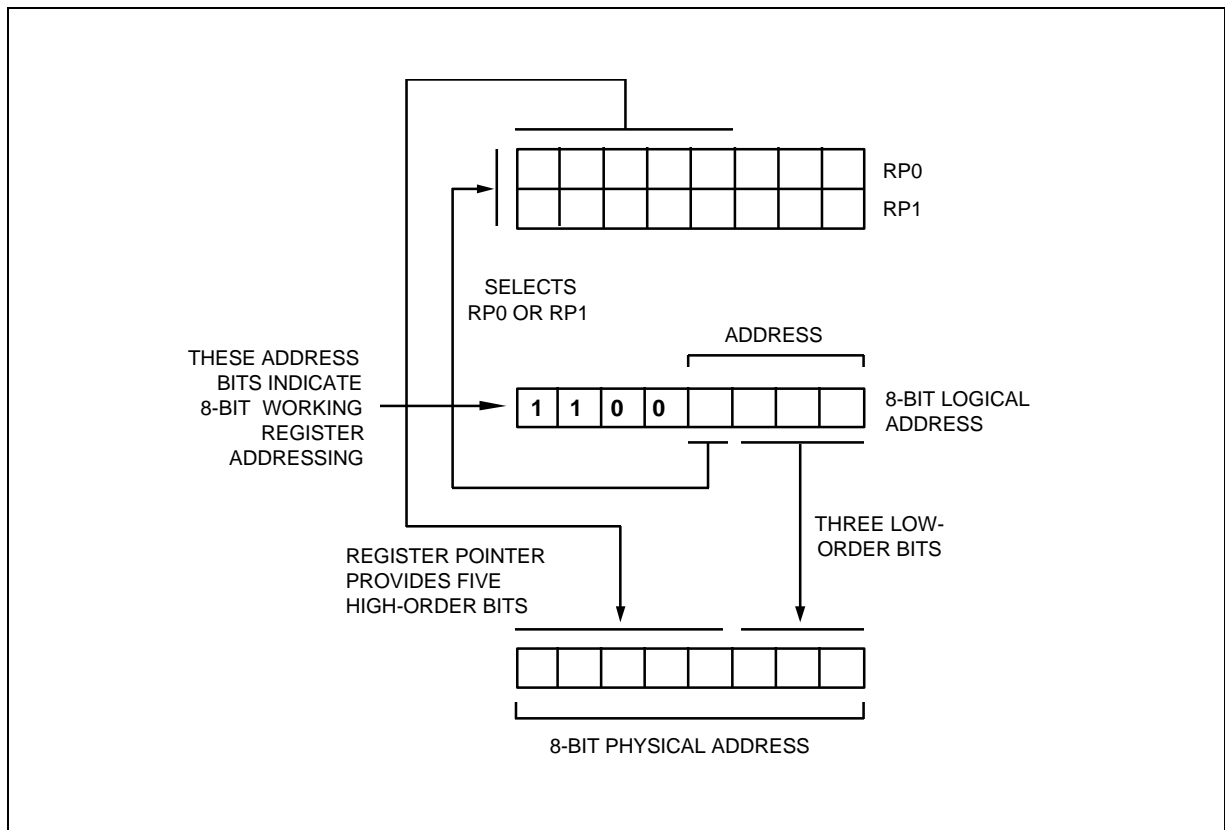 RP0
RP1
SELECTS
RP0 OR RP1
ADDRESS
THESE ADDRESS
BITS INDICATE
8-BIT WORKING
REGISTER
ADDRESSING
1 1 0 0
8-BIT LOGICAL
ADDRESS
THREE LOW-
ORDER BITS
REGISTER POINTER
PROVIDES FIVE
HIGH-ORDER BITS
8-BIT PHYSICAL ADDRESS